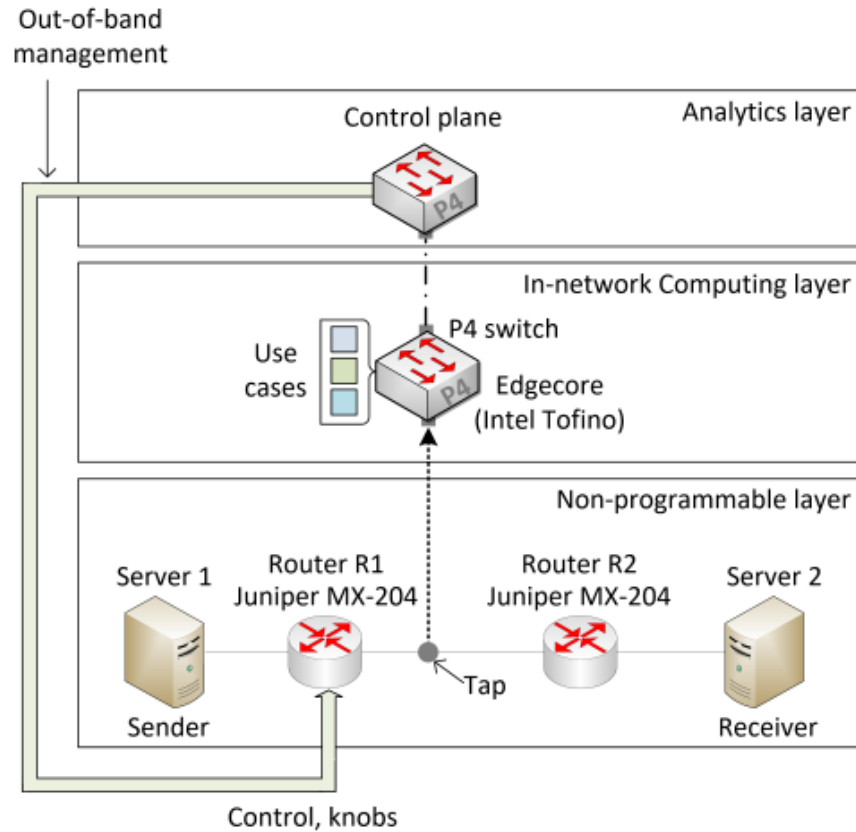 Out-of-band
management
Analytics layer
Control plane
P4
In-network Computing layer
P4 switch
Use
cases
P4
Edgecore
(Intel Tofino)
Non-programmable layer
Server 1
Router R1
Juniper MX-204
Router R2
Juniper MX-204
Server 2
Tap
Sender
Receiver
Control, knobs